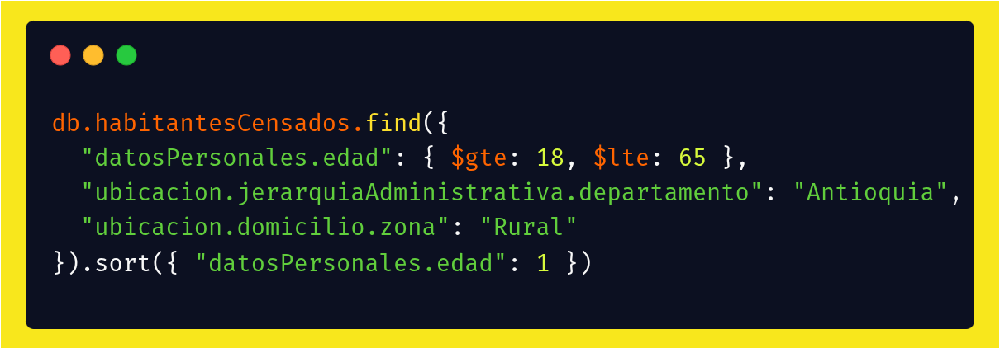 db.habitantesCensados.find({
  "datosPersonales.edad": { $gte: 18, $lte: 65 },
  "ubicacion.jerarquiaAdministrativa.departamento": "Antioquia",
  "ubicacion.domicilio.zona": "Rural"
}).sort({ "datosPersonales.edad": 1 })